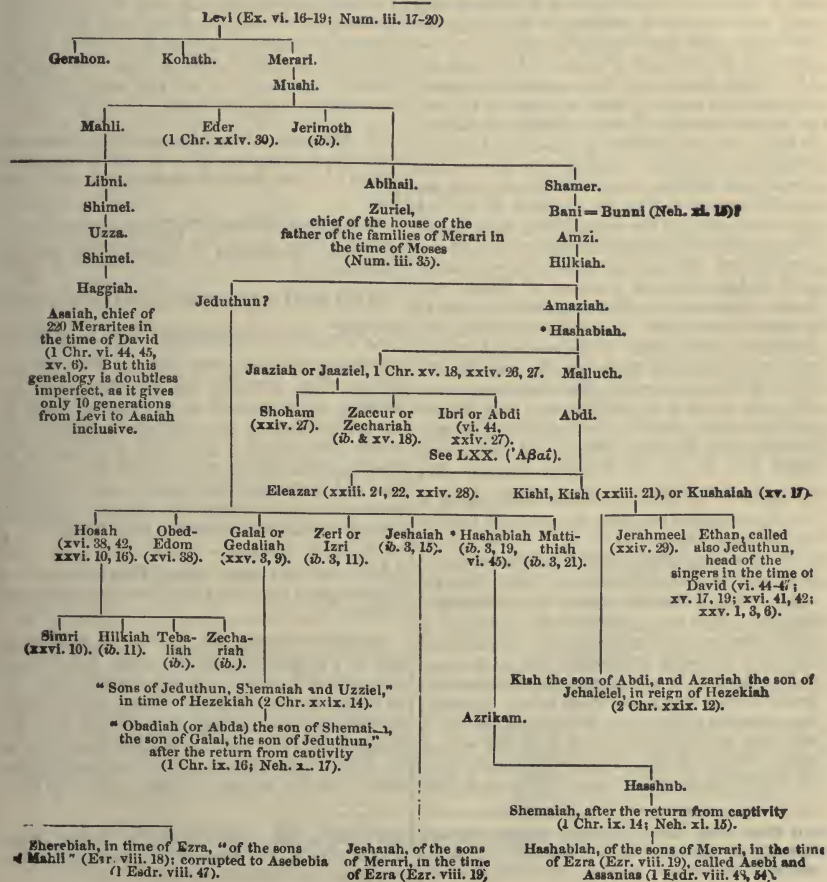 Levi (Ex. vi. 16-19; Num. iii. 17-20)
Gershon. Kohath. Merari.
Mushi.
Mahli. Eder Jerimoth
(1 Chr. xxiv. 30). (ib.).
Libni. Abihail. Shamer.
Shimei. Zuriel, Bani = Bunni (Neh. xi. 15)?
chief of the house of the
Uzza. father of the families of Merari in Amzi.
Shimei. the time of Moses Hilkiah.
(Num. iii. 35).
Haggiah. Jeduthun? Amaziah.
Asaiah, chief of
220 Merarites in * Hashabiah.
the time of David
(1 Chr. vi. 44, 45, Jaaziah or Jaaziel, 1 Chr. xv. 18, xxiv. 26, 27. Malluch.
xv. 6). But this
genealogy is doubtless
imperfect, as it gives Shoham Zaccur or Ibri or Abdi Abdi.
only 10 generations (xxiv. 27). Zechariah (vi. 44,
from Levi to Asaiah (ib. & xv. 18). xxiv. 27).
inclusive. See LXX. ('Αβαΐ).
Eleazar (xxiii. 21, 22, xxiv. 28). Kishi, Kish (xxiii. 21), or Kushaiah (xv. 17).
Hosah Obed- Galal or Zeri or Jeshaiah * Hashabiah Matti- Jerahmeel Ethan, called
(xvi. 38, 42, Edom Gedaliah Izri (ib. 3, 15). (ib. 3, 19, thiah (xxiv. 29). also Jeduthun,
xxvi. 10, 16). (xvi. 38). (xxv. 3, 9). (ib. 3, 11). vi. 45). (ib. 3, 21). head of the
singers in the time of
David (vi. 44-47;
xv. 17, 19; xvi. 41, 42;
xxv. 1, 3, 6).
Simri Hilkiah Teba- Zecha-
(xxvi. 10). (ib. 11). liah riah
(ib.). (ib.).
"Sons of Jeduthun, Shemaiah and Uzziel," Kish the son of Abdi, and Azariah the son of
in time of Hezekiah (2 Chr. xxix. 14). Jehalelel, in reign of Hezekiah
(2 Chr. xxix. 12).
"Obadiah (or Abda) the son of Azrikam.
the son of Galal, the son of Jeduthun,"
after the return from captivity
(1 Chr. ix. 16; Neh. 17).
Shemaiah, after the return from captivity
(1 Chr. ix. 14; Neh. xi. 15).
Sherebiah, in time of Ezra, "of the sons Jeshaiah, of the sons Hashabiah, of the sons of Merari, in the time
Mahli" (Ezr. viii. 18); corrupted to Asebebia of Merari, in the time of Ezra (Ezr. viii. 19), called Asebi and
(1 Esdr. viii. 47). of Ezra (Ezr. viii. 19) Assanias (1 Esdr. viii. 54).